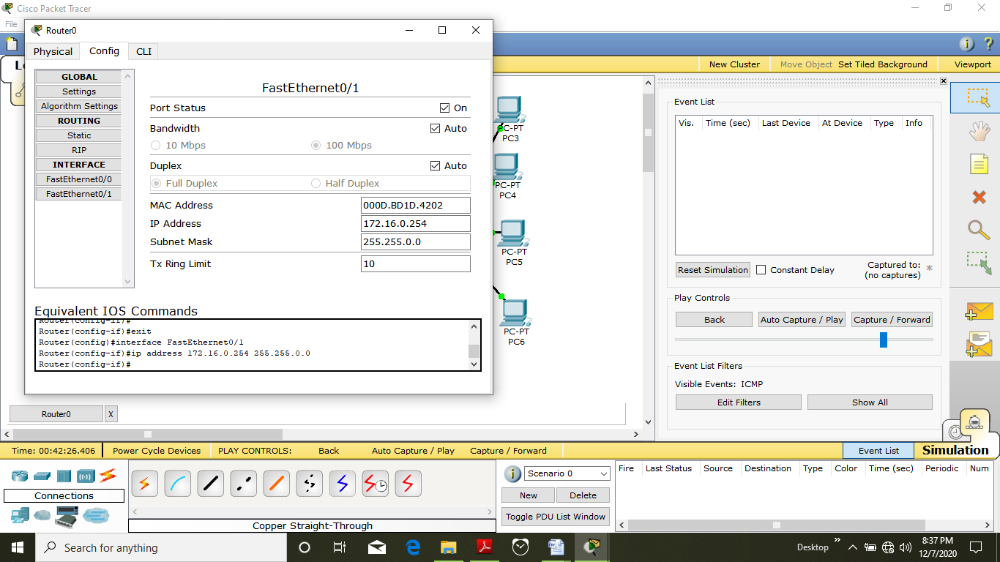 Cisco Packet Tracer
File
Router0
Physical Config CLI
New Cluster Move Object Set Tiled Background Viewport
GLOBAL
Settings
Algorithm Settings
ROUTING
Static
RIP
INTERFACE
FastEthernet0/0
FastEthernet0/1
FastEthernet0/1
Port Status On
Bandwidth Auto
10 Mbps 100 Mbps
Duplex Auto
Full Duplex Half Duplex
MAC Address 000D.BD1D.4202
IP Address 172.16.0.254
Subnet Mask 255.255.0.0
Tx Ring Limit 10
Equivalent IOS Commands
Router(config-if)#
Router(config-if)#exit
Router(config)#interface FastEthernet0/1
Router(config-if)#ip address 172.16.0.254 255.255.0.0
Router(config-if)#
PC-PT
PC3
PC-PT
PC4
PC-PT
PC5
PC-PT
PC6
Router0 X
Event List
Vis. Time (sec) Last Device At Device Type Info
Reset Simulation Constant Delay Captured to: *
(no captures)
Play Controls
Back Auto Capture / Play Capture / Forward
Event List Filters
Visible Events: ICMP
Edit Filters Show All
Time: 00:42:26.406 Power Cycle Devices PLAY CONTROLS: Back Auto Capture / Play Capture / Forward Event List Simulation
Connections
Copper Straight-Through
Scenario 0
New Delete
Toggle PDU List Window
Fire Last Status Source Destination Type Color Time (sec) Periodic Num
Search for anything
Desktop
8:37 PM
12/7/2020